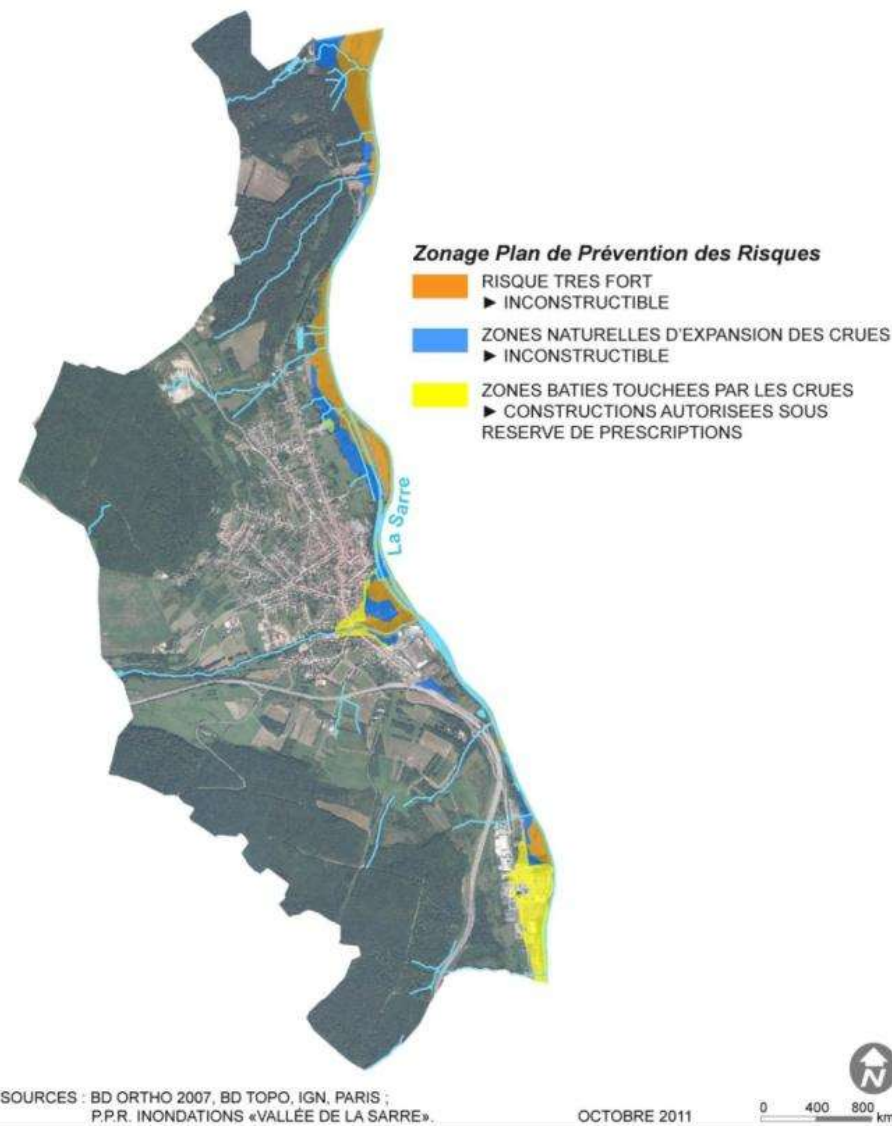 Zonage Plan de Prévention des Risques
RISQUE TRES FORT
► INCONSTRUCTIBLE
ZONES NATURELLES D'EXPANSION DES CRUES
► INCONSTRUCTIBLE
ZONES BATIES TOUCHEES PAR LES CRUES
► CONSTRUCTIONS AUTORISEES SOUS
RESERVE DE PRESCRIPTIONS
La Sarre
N
SOURCES : BD ORTHO 2007, BD TOPO, IGN, PARIS ;
P.P.R. INONDATIONS «VALLÉE DE LA SARRE».
OCTOBRE 2011
0 400 800
km